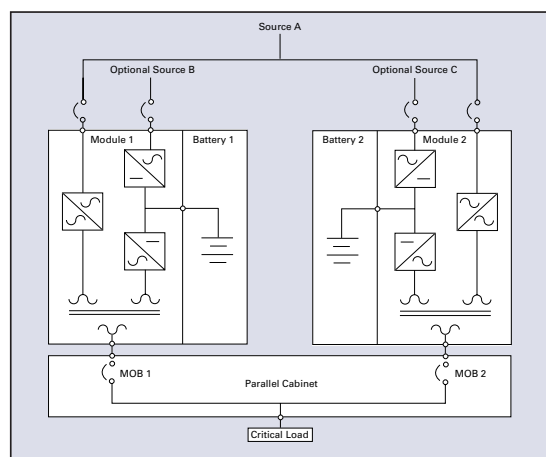 Source A
Optional Source B
Optional Source C
Module 1
Battery 1
Battery 2
Module 2
MOB 1
Parallel Cabinet
MOB 2
Critical Load